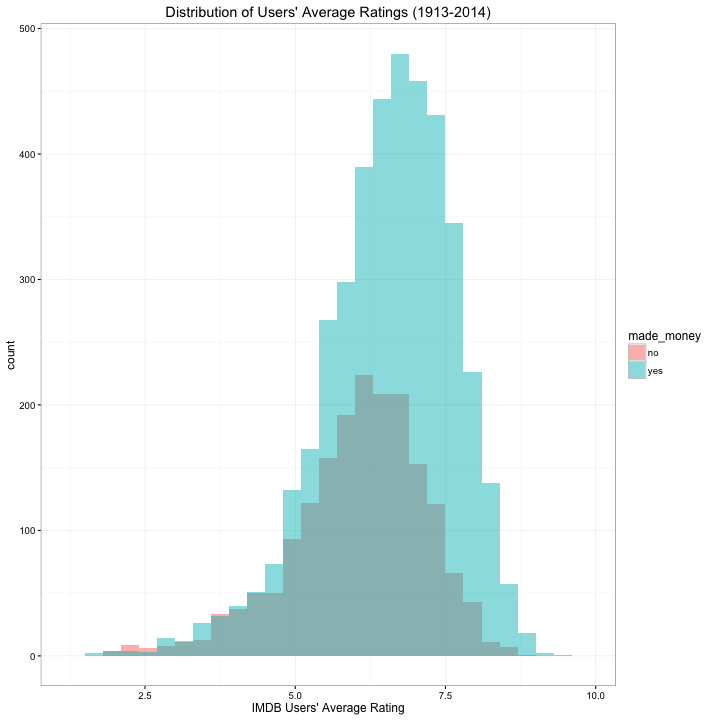 Distribution of Users' Average Ratings (1913-2014)
500
400
300
200
100
0
count
2.5
5.0
7.5
10.0
IMDB Users' Average Rating
made_money
no
yes